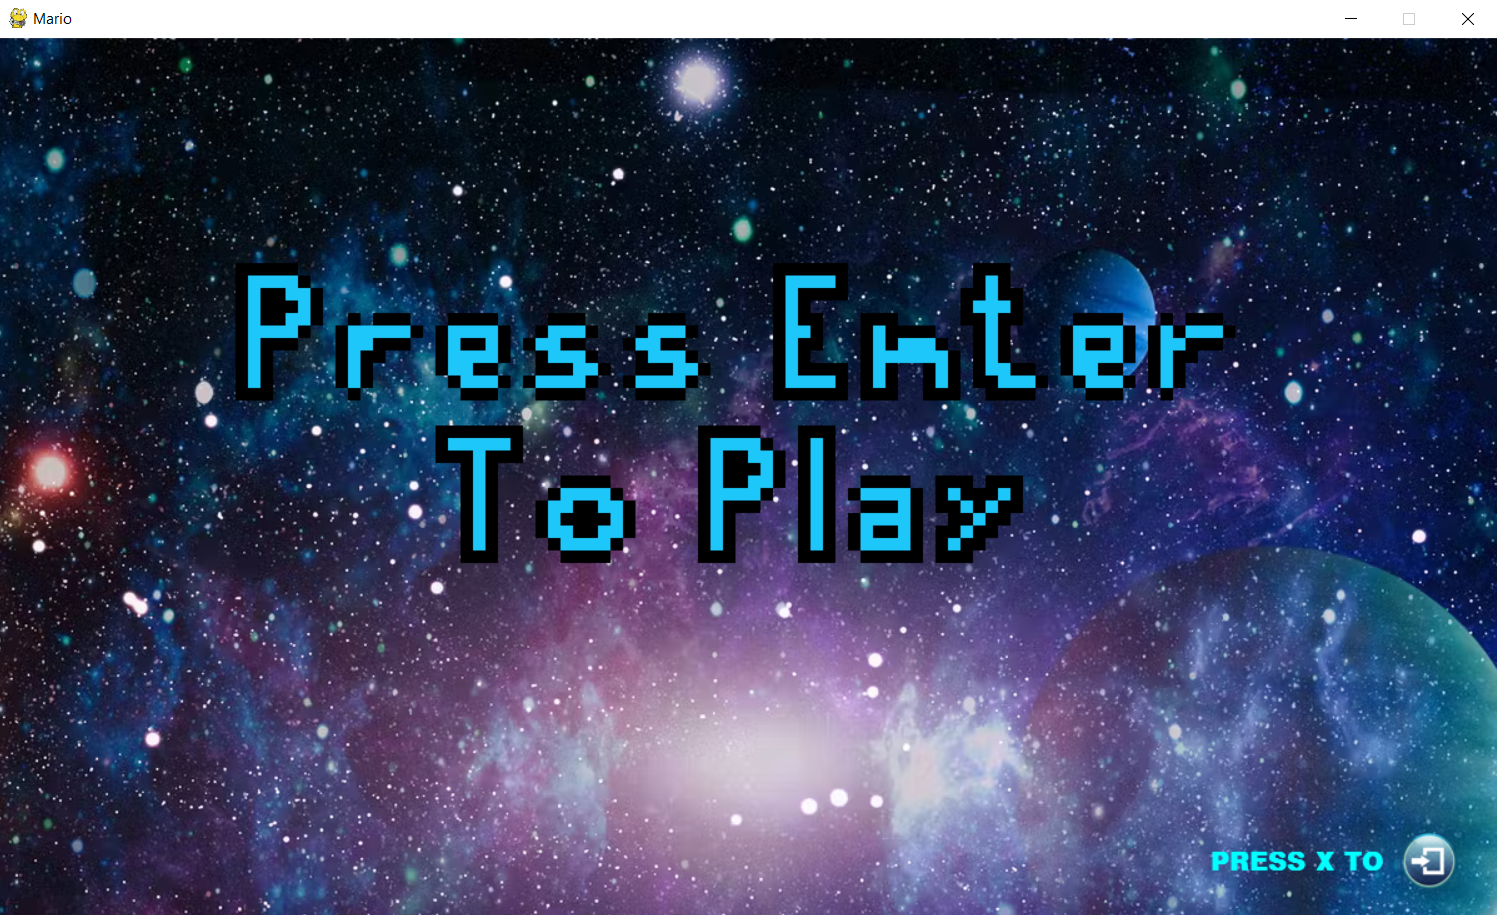 Mario
Press Enter
To Play
PRESS X TO